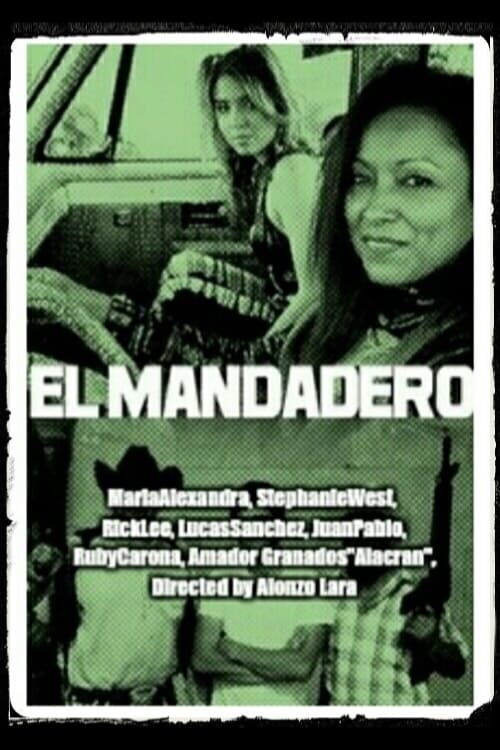 EL MANDADERO
MariaAlexandra, StephanieWest,
RickLee, LucasSanchez, JuanPablo,
RubyCarona, Amador Granados"Alacran",
Directed by Alonzo Lara